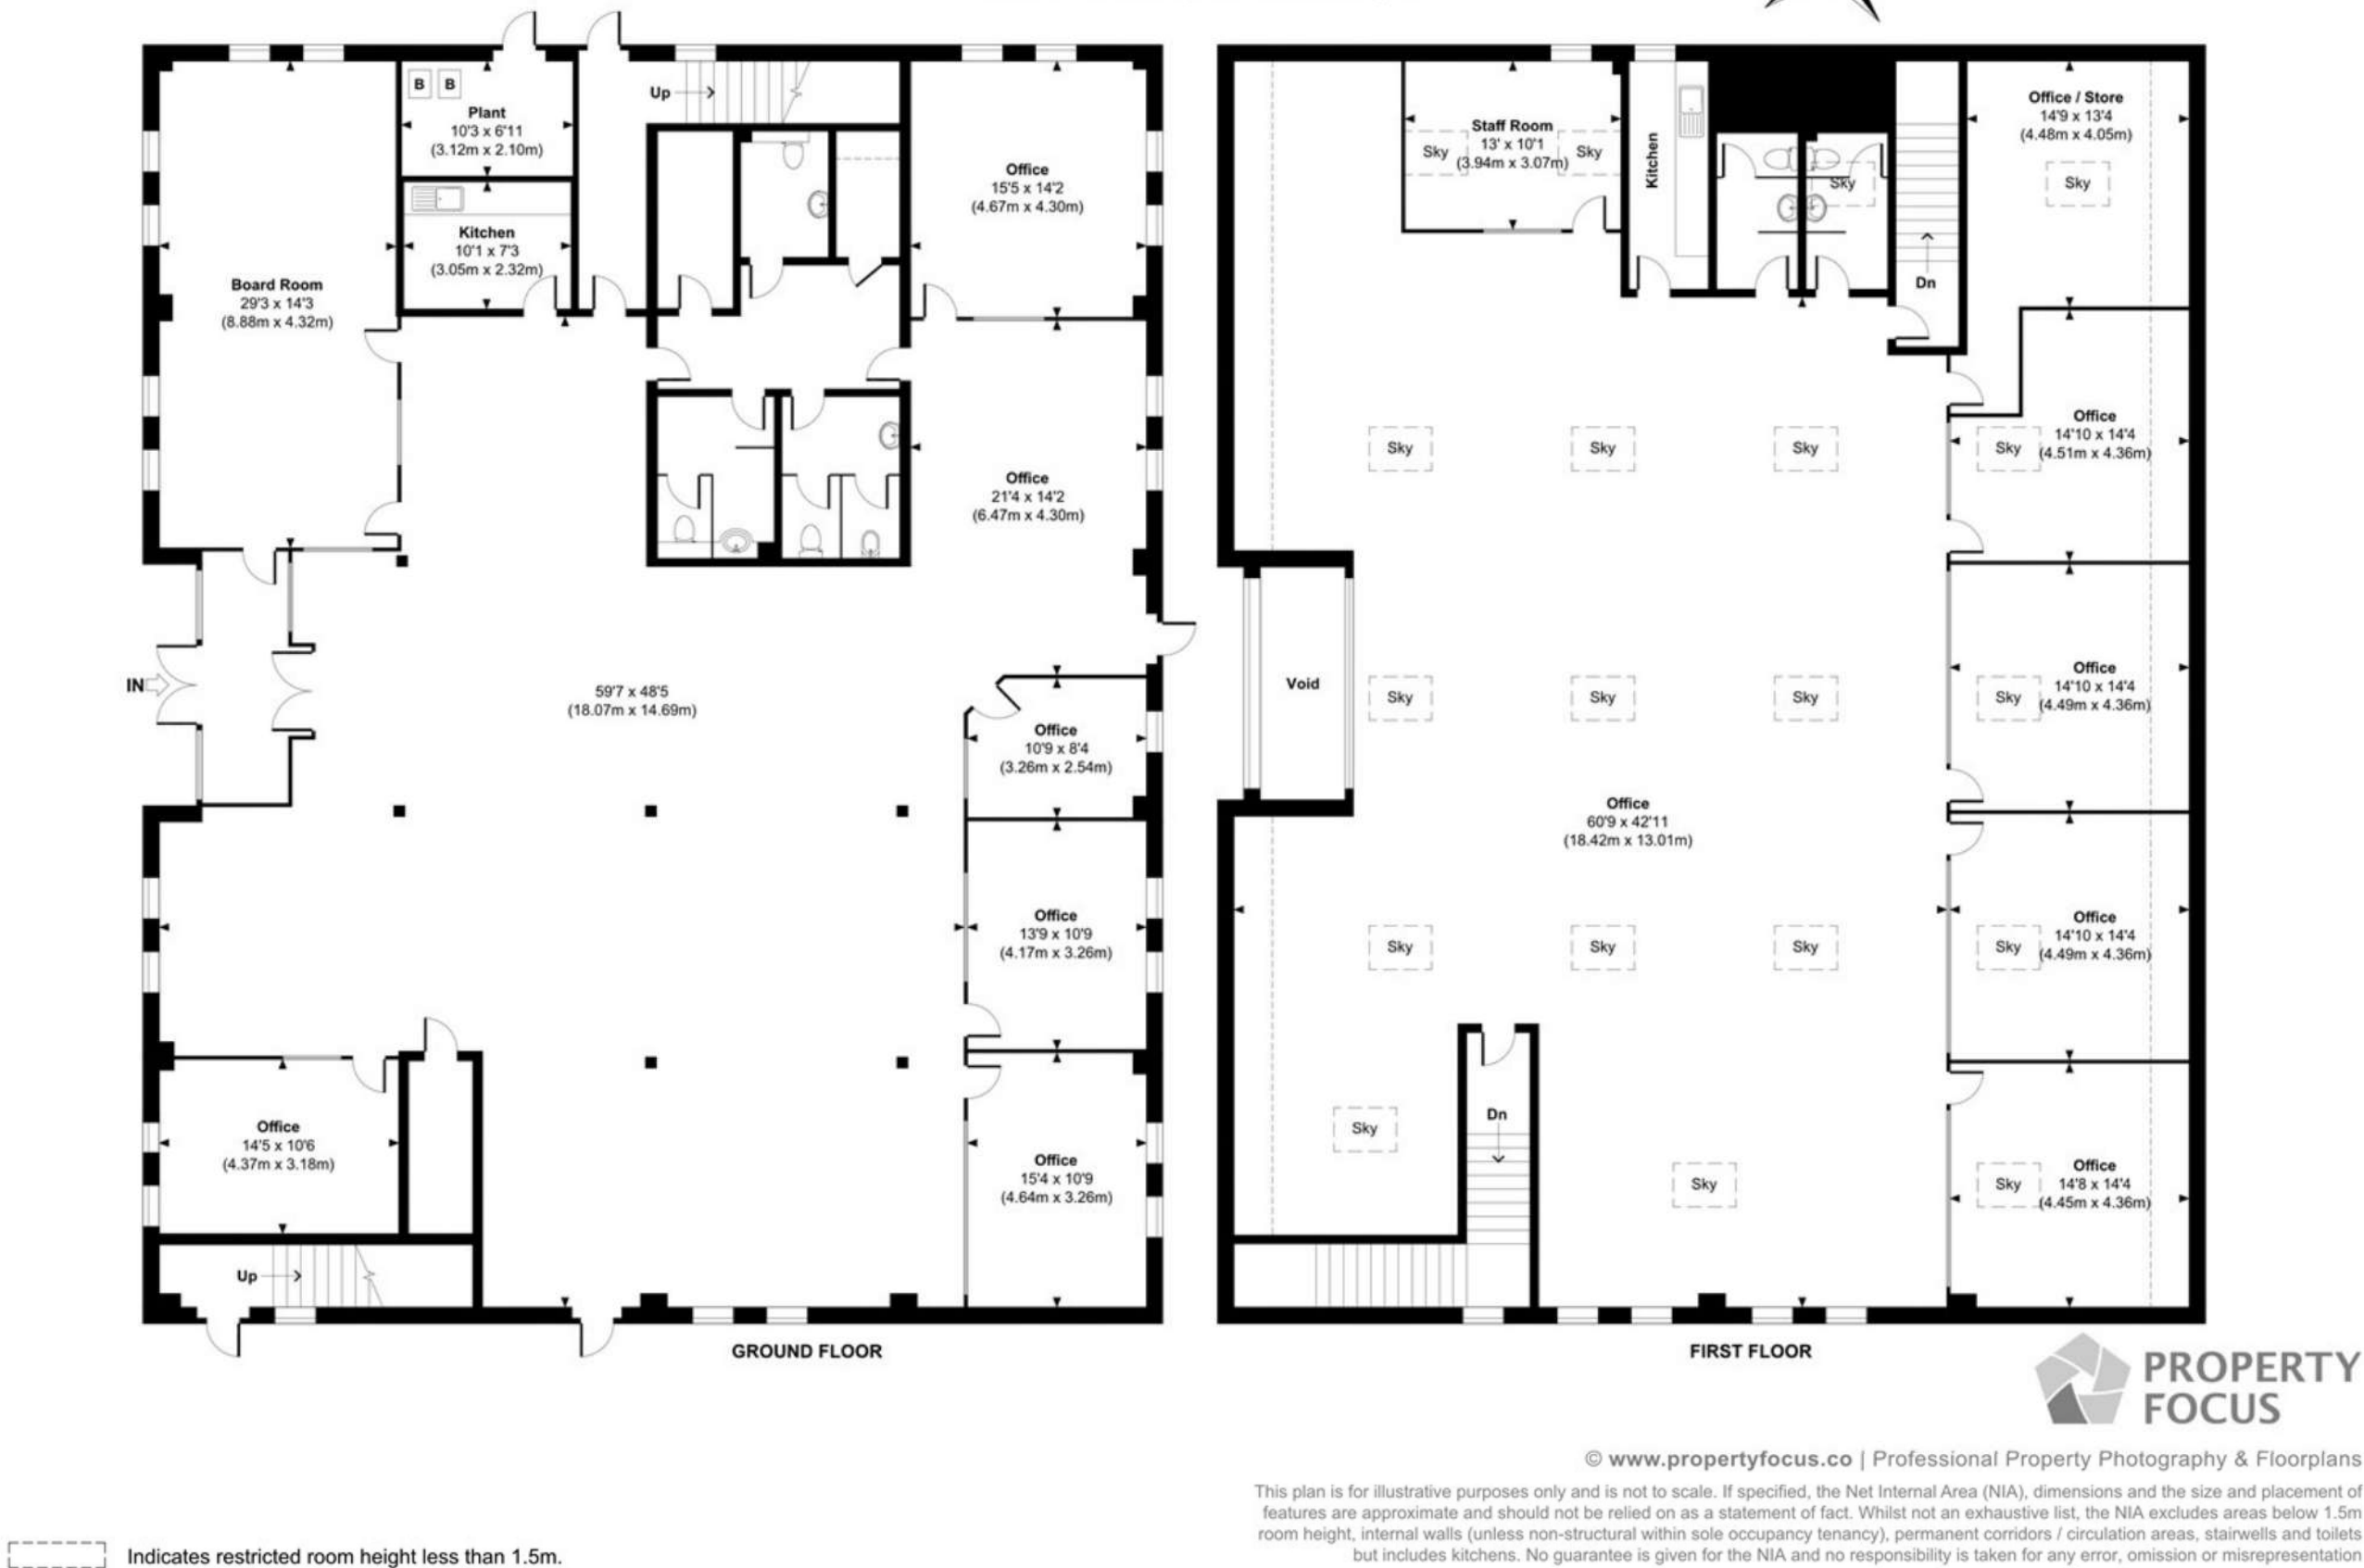 B B
Plant
10'3 x 6'11
(3.12m x 2.10m)
Up
Kitchen
10'1 x 7'3
(3.05m x 2.32m)
Board Room
29'3 x 14'3
(8.88m x 4.32m)
Office
15'5 x 14'2
(4.67m x 4.30m)
Office
21'4 x 14'2
(6.47m x 4.30m)
IN
59'7 x 48'5
(18.07m x 14.69m)
Office
10'9 x 8'4
(3.26m x 2.54m)
Office
13'9 x 10'9
(4.17m x 3.26m)
Office
14'5 x 10'6
(4.37m x 3.18m)
Office
15'4 x 10'9
(4.64m x 3.26m)
Up
GROUND FLOOR
Staff Room
13' x 10'1
(3.94m x 3.07m)
Sky
Sky
Kitchen
Sky
Dn
Office / Store
14'9 x 13'4
(4.48m x 4.05m)
Sky
Sky
Sky
Sky
Sky
Office
14'10 x 14'4
(4.51m x 4.36m)
Void
Sky
Sky
Sky
Sky
Office
14'10 x 14'4
(4.49m x 4.36m)
Office
60'9 x 42'11
(18.42m x 13.01m)
Sky
Sky
Sky
Sky
Office
14'10 x 14'4
(4.49m x 4.36m)
Sky
Dn
Sky
Sky
Office
14'8 x 14'4
(4.45m x 4.36m)
FIRST FLOOR
PROPERTY
FOCUS
© www.propertyfocus.co | Professional Property Photography & Floorplans
This plan is for illustrative purposes only and is not to scale. If specified, the Net Internal Area (NIA), dimensions and the size and placement of
features are approximate and should not be relied on as a statement of fact. Whilst not an exhaustive list, the NIA excludes areas below 1.5m
room height, internal walls (unless non-structural within sole occupancy tenancy), permanent corridors / circulation areas, stairwells and toilets
but includes kitchens. No guarantee is given for the NIA and no responsibility is taken for any error, omission or misrepresentation
Indicates restricted room height less than 1.5m.